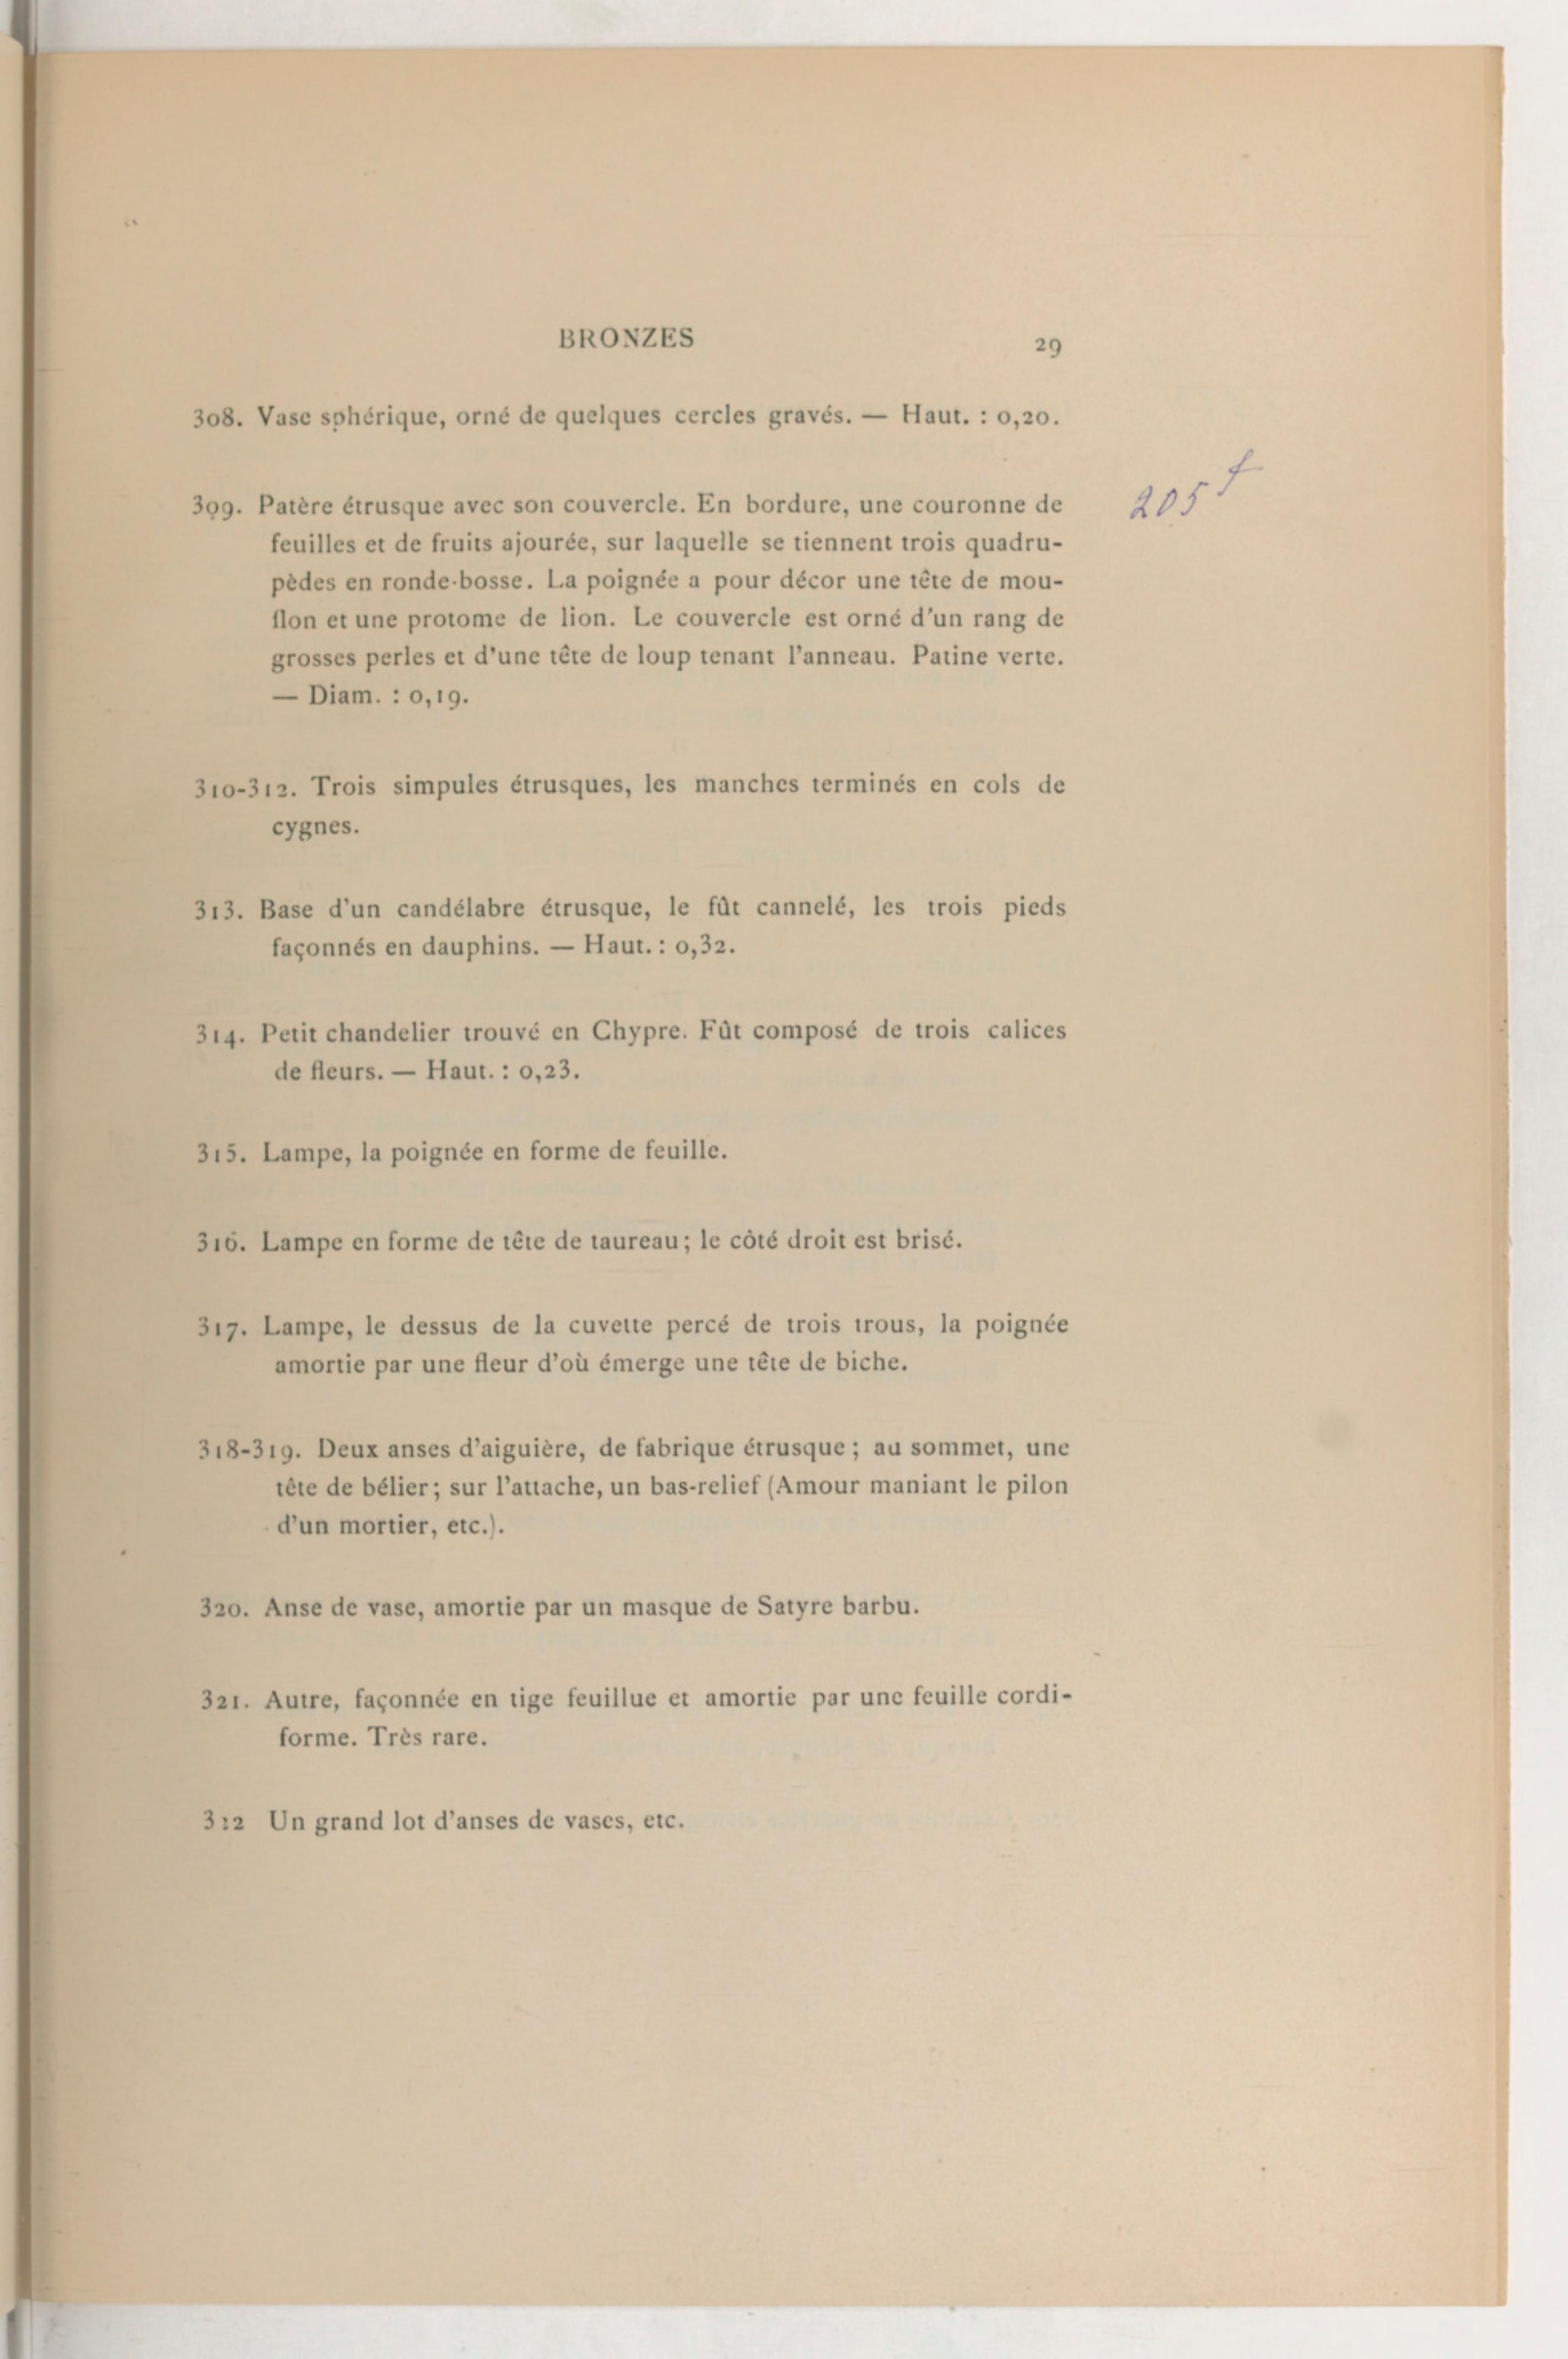 BRONZES 29
308. Vase sphérique, orné de quelques cercles gravés. — Haut. : 0,20.
309. Patère étrusque avec son couvercle. En bordure, une couronne de
205 f
feuilles et de fruits ajourée, sur laquelle se tiennent trois quadru-
pèdes en ronde-bosse. La poignée a pour décor une tête de mou-
flon et une protome de lion. Le couvercle est orné d'un rang de
grosses perles et d'une tête de loup tenant l'anneau. Patine verte.
— Diam. : 0,19.
310-312. Trois simpules étrusques, les manches terminés en cols de
cygnes.
313. Base d'un candélabre étrusque, le fût cannelé, les trois pieds
façonnés en dauphins. — Haut. : 0,32.
314. Petit chandelier trouvé en Chypre. Fût composé de trois calices
de fleurs. — Haut. : 0,23.
315. Lampe, la poignée en forme de feuille.
316. Lampe en forme de tête de taureau; le côté droit est brisé.
317. Lampe, le dessus de la cuvette percé de trois trous, la poignée
amortie par une fleur d'où émerge une tête de biche.
318-319. Deux anses d'aiguière, de fabrique étrusque; au sommet, une
tête de bélier; sur l'attache, un bas-relief (Amour maniant le pilon
d'un mortier, etc.).
320. Anse de vase, amortie par un masque de Satyre barbu.
321. Autre, façonnée en tige feuillue et amortie par une feuille cordi-
forme. Très rare.
322 Un grand lot d'anses de vases, etc.